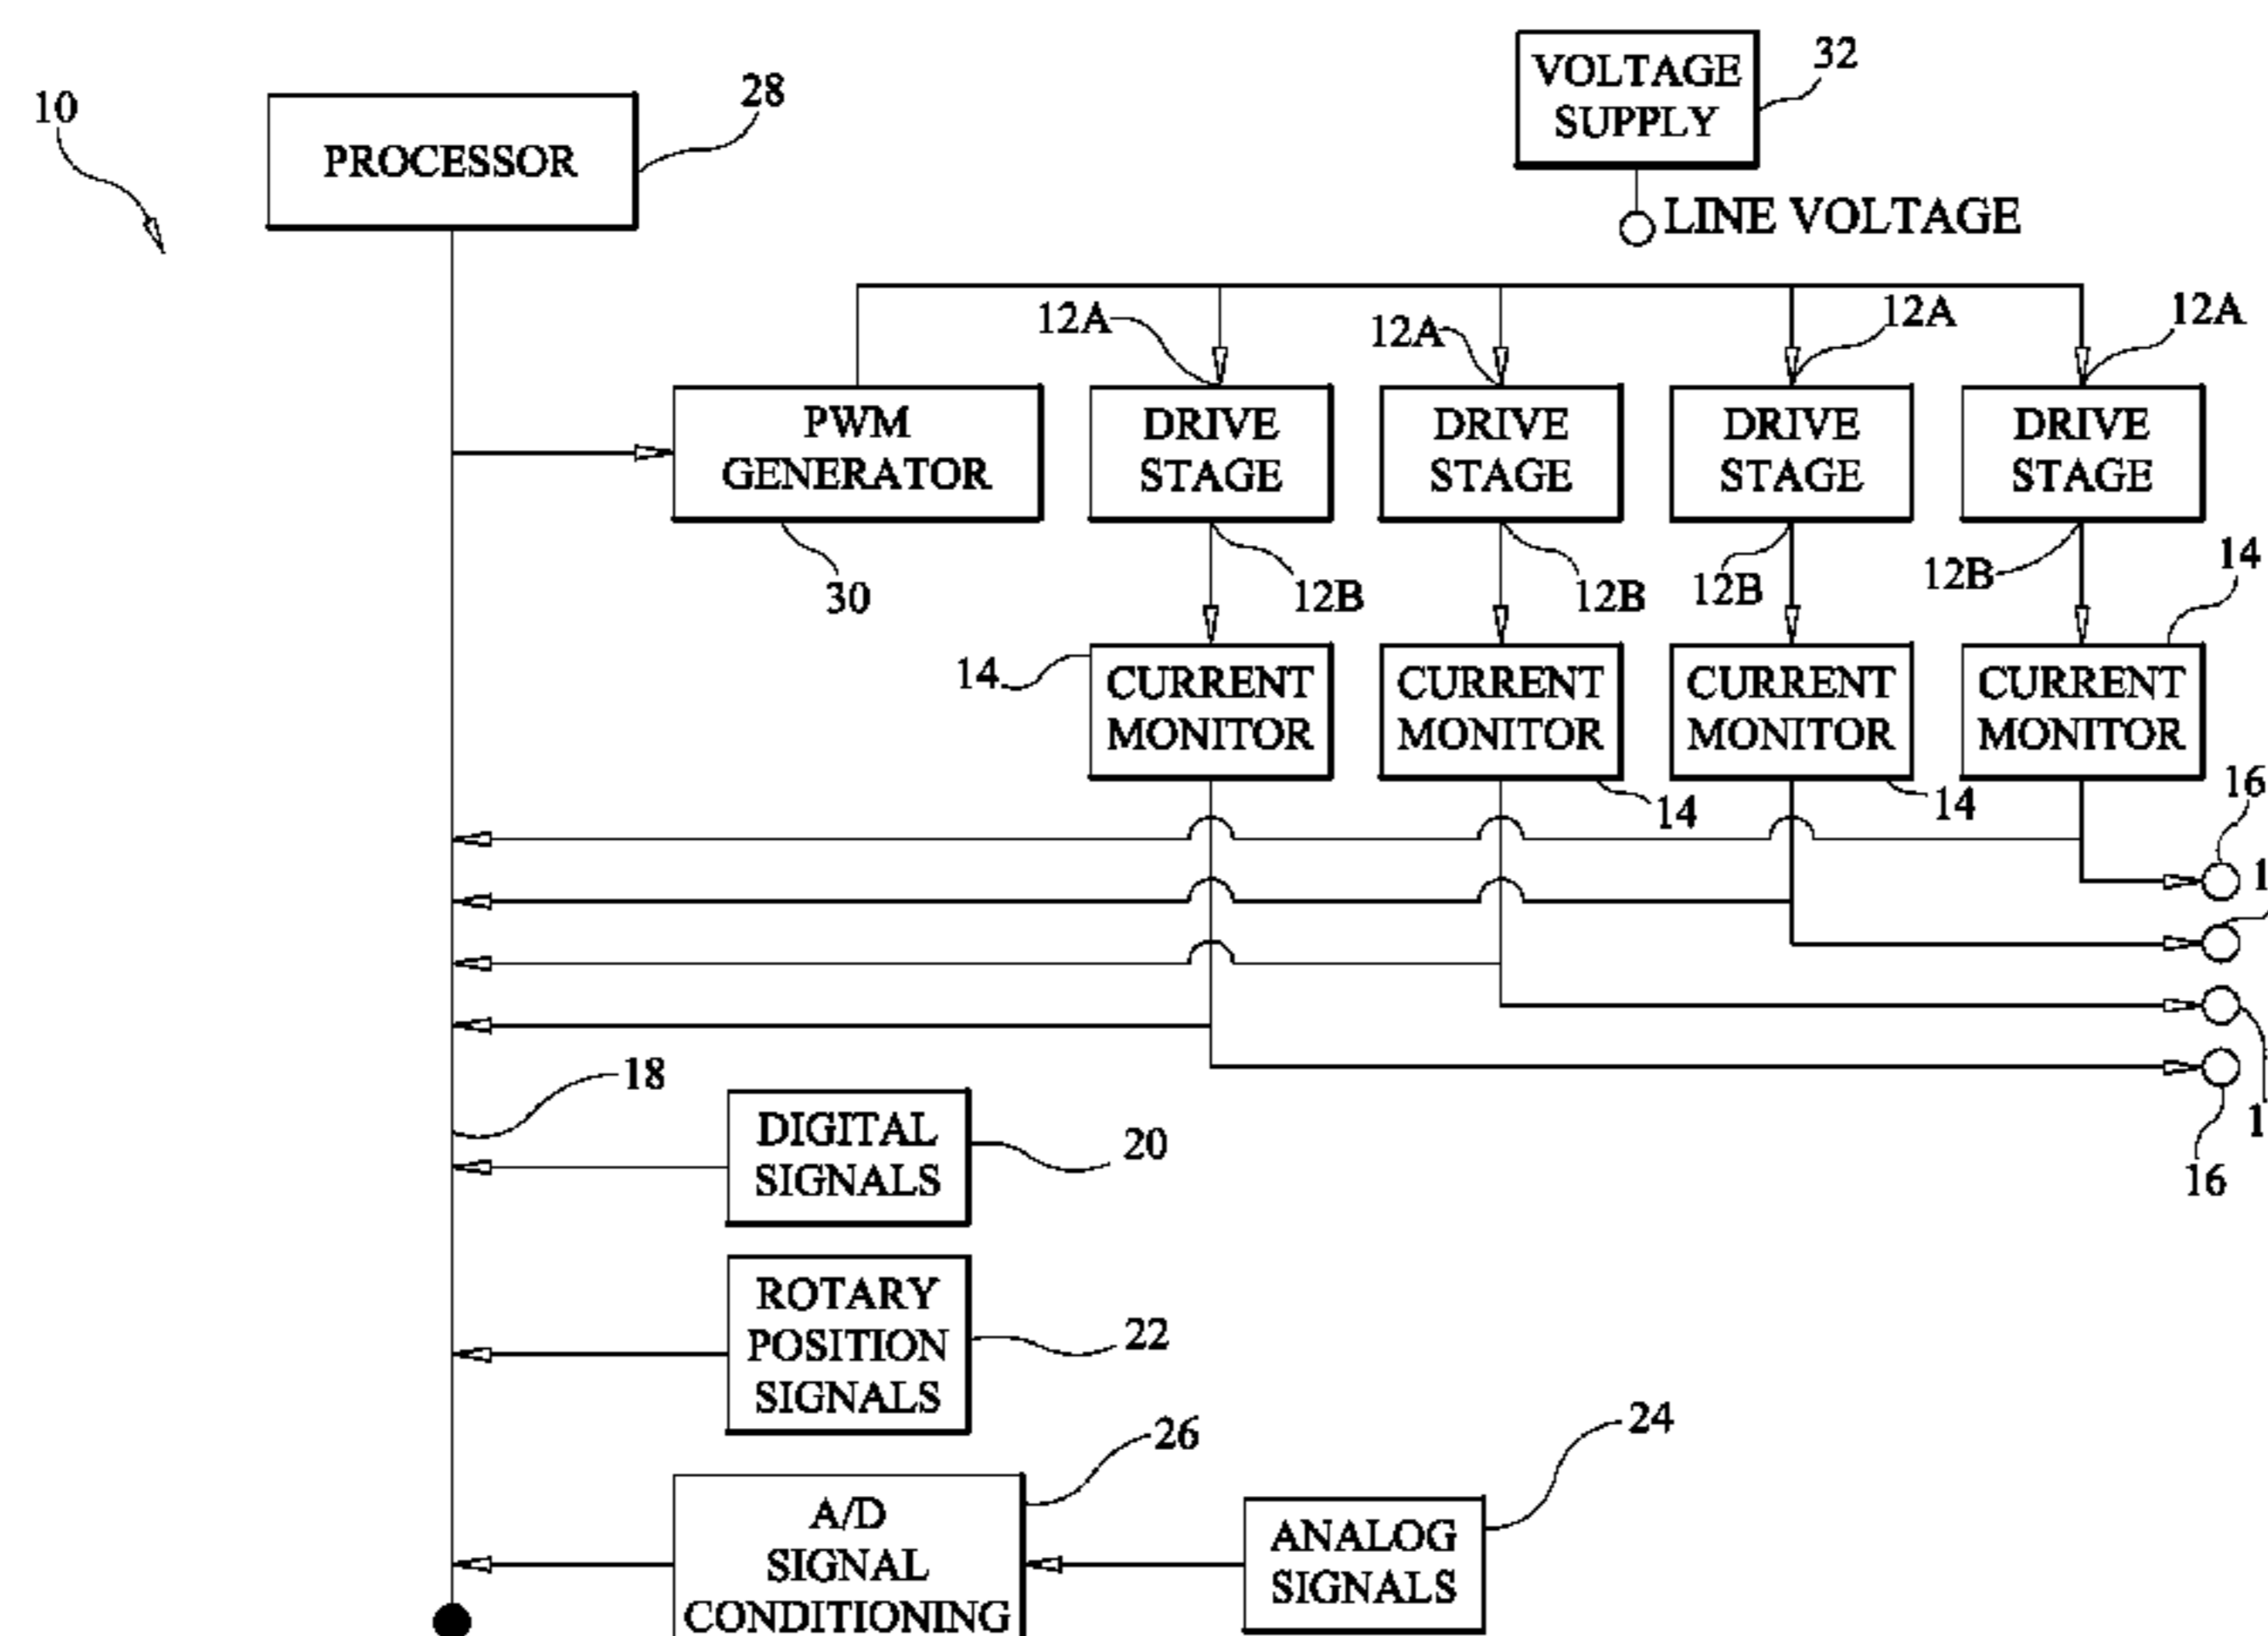 10
PROCESSOR
28
VOLTAGE
SUPPLY
32
LINE VOLTAGE
12A
12A
12A
12A
PWM
GENERATOR
30
DRIVE
STAGE
DRIVE
STAGE
DRIVE
STAGE
DRIVE
STAGE
12B
12B
12B
12B
14
CURRENT
MONITOR
CURRENT
MONITOR
CURRENT
MONITOR
CURRENT
MONITOR
14
14
14
16
16
18
DIGITAL
SIGNALS
20
ROTARY
POSITION
SIGNALS
22
A/D
SIGNAL
CONDITIONING
26
ANALOG
SIGNALS
24